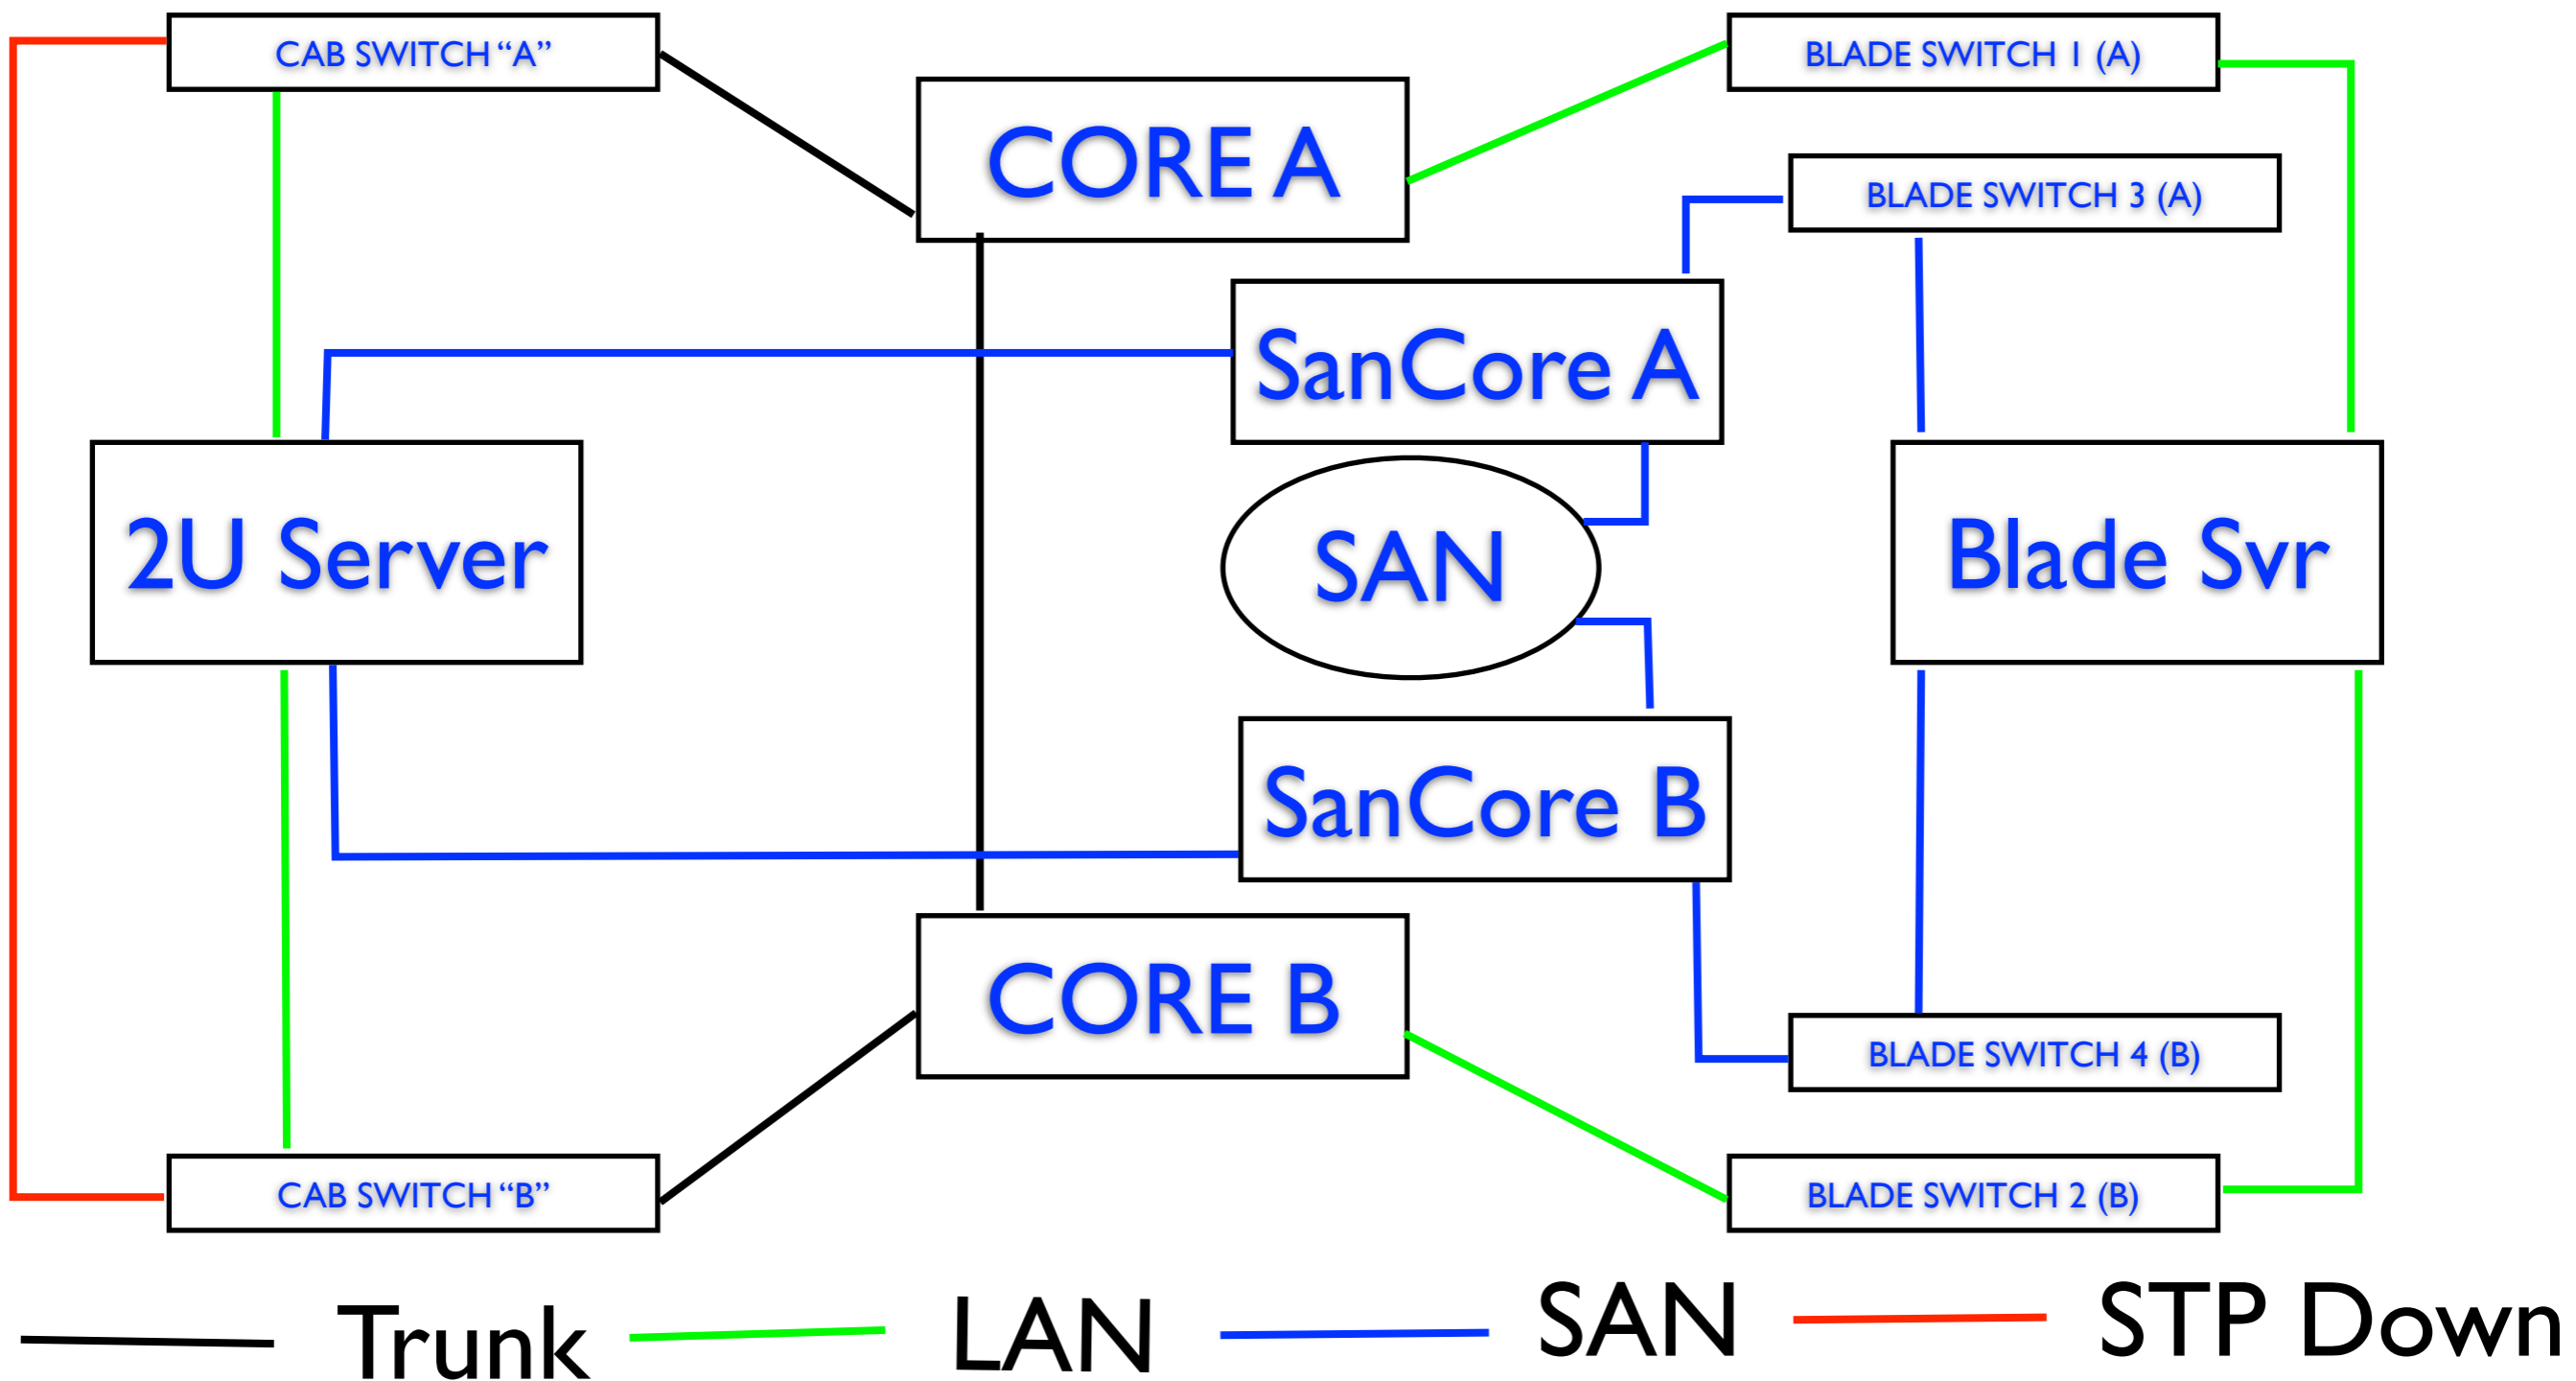 CAB SWITCH “A”
BLADE SWITCH 1 (A)
CORE A
BLADE SWITCH 3 (A)
SanCore A
2U Server
SAN
Blade Svr
SanCore B
CORE B
BLADE SWITCH 4 (B)
CAB SWITCH “B”
BLADE SWITCH 2 (B)
Trunk
LAN
SAN
STP Down